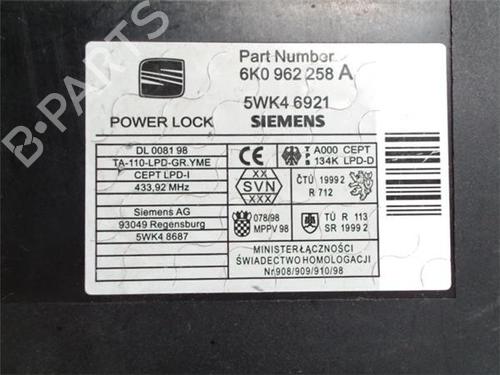 Part Number
6K0 962 258 A
5WK4 6921
POWER LOCK
SIEMENS
DL 0081 98
TA-110-LPD-GR.YME
CEPT LPD-I
433,92 MHz
Siemens AG
93049 Regensburg
5WK4 8687
CE
A000 CEPT
134K LPD-D
XX
SVN
XXX
ČTÚ 1999 2
R 712
078/98
MPPV 98
TÚ R 113
SR 1999 2
MINISTER ŁĄCZNOŚCI
ŚWIADECTWO HOMOLOGACJI
Nr.908/909/910/98
B-PARTS